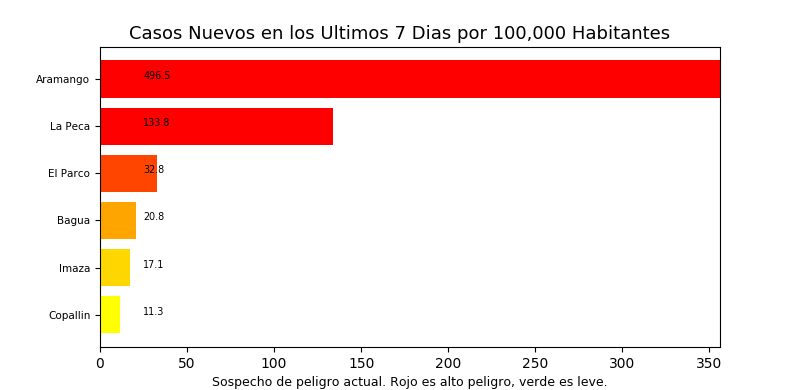 Casos Nuevos en los Ultimos 7 Dias por 100,000 Habitantes
Aramango 496.5
La Peca 133.8
El Parco 32.8
Bagua 20.8
Imaza 17.1
Copallin 11.3
0 50 100 150 200 250 300 350
Sospecho de peligro actual. Rojo es alto peligro, verde es leve.